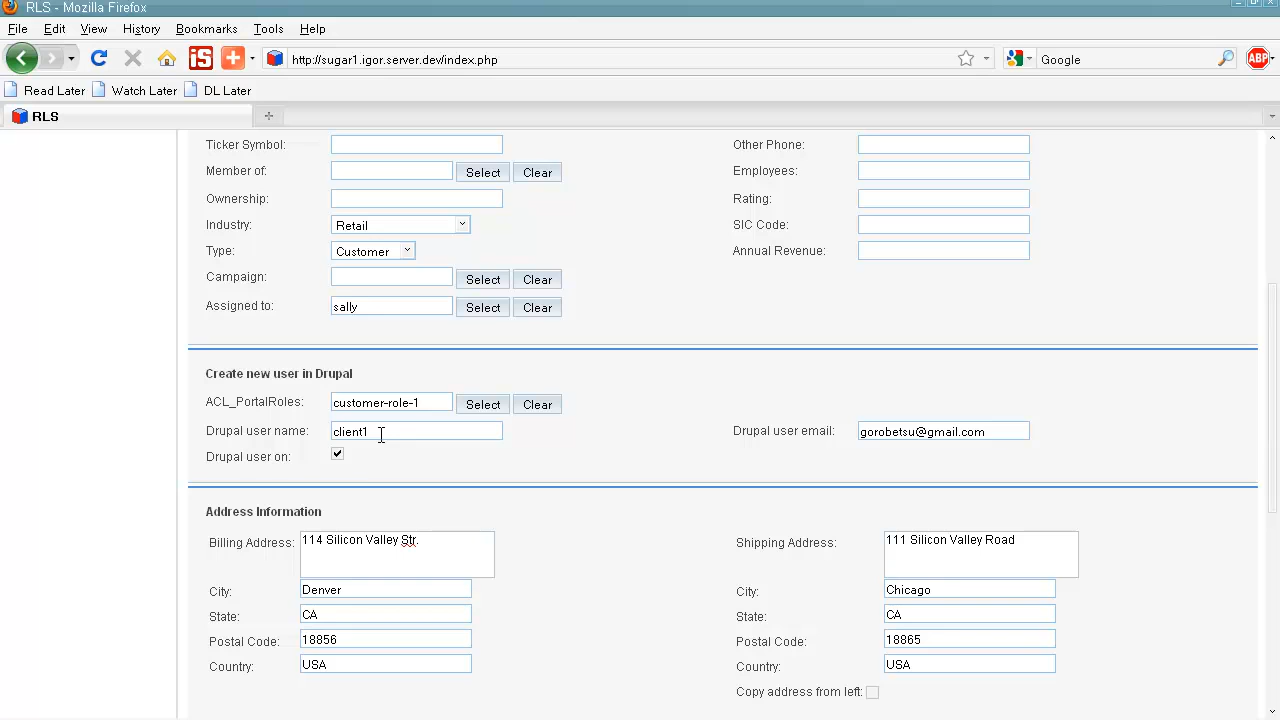 RLS - Mozilla Firefox
File Edit View History Bookmarks Tools Help
iS http://sugar1.igor.server.dev/index.php Google ABP
Read Later Watch Later DL Later
RLS
Ticker Symbol: Other Phone:
Member of: Select Clear Employees:
Ownership: Rating:
Industry: Retail SIC Code:
Type: Customer Annual Revenue:
Campaign: Select Clear
Assigned to: sally Select Clear
Create new user in Drupal
ACL_PortalRoles: customer-role-1 Select Clear
Drupal user name: client1 Drupal user email: gorobetsu@gmail.com
Drupal user on:
Address Information
Billing Address: 114 Silicon Valley Str. Shipping Address: 111 Silicon Valley Road
City: Denver City: Chicago
State: CA State: CA
Postal Code: 18856 Postal Code: 18865
Country: USA Country: USA
Copy address from left: